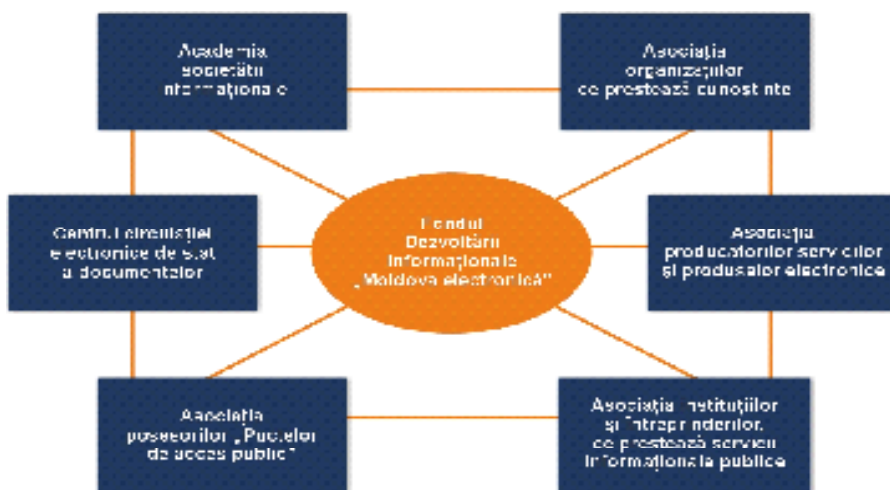 Academia
societății
informaționale
Asociația
organizațiilor
ce prestează cunoștințe
Centrul circulației
electronice de stat
a documentelor
Fondul
Dezvoltării
Informaționale
„Moldova electronică”
Asociația
producatorilor serviciilor
și produselor electronice
Asociația
posesorilor „Puctelor
de acces public”
Asociația instituțiilor
și întreprinderilor,
ce prestează servicii
informaționale publice